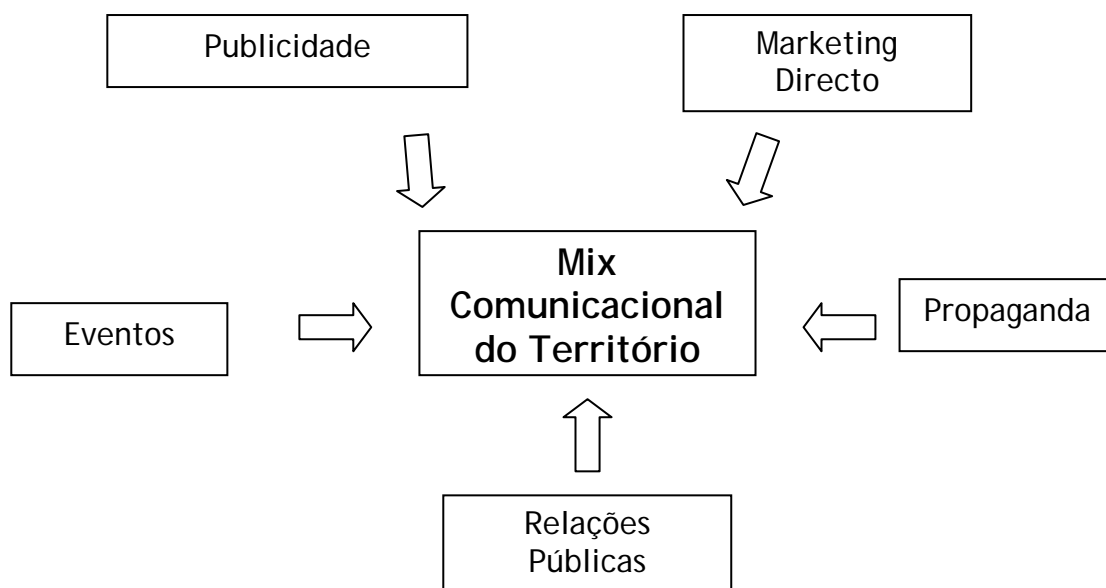 Publicidade
Marketing
Directo
Mix
Comunicacional
do Território
Eventos
Propaganda
Relações
Públicas